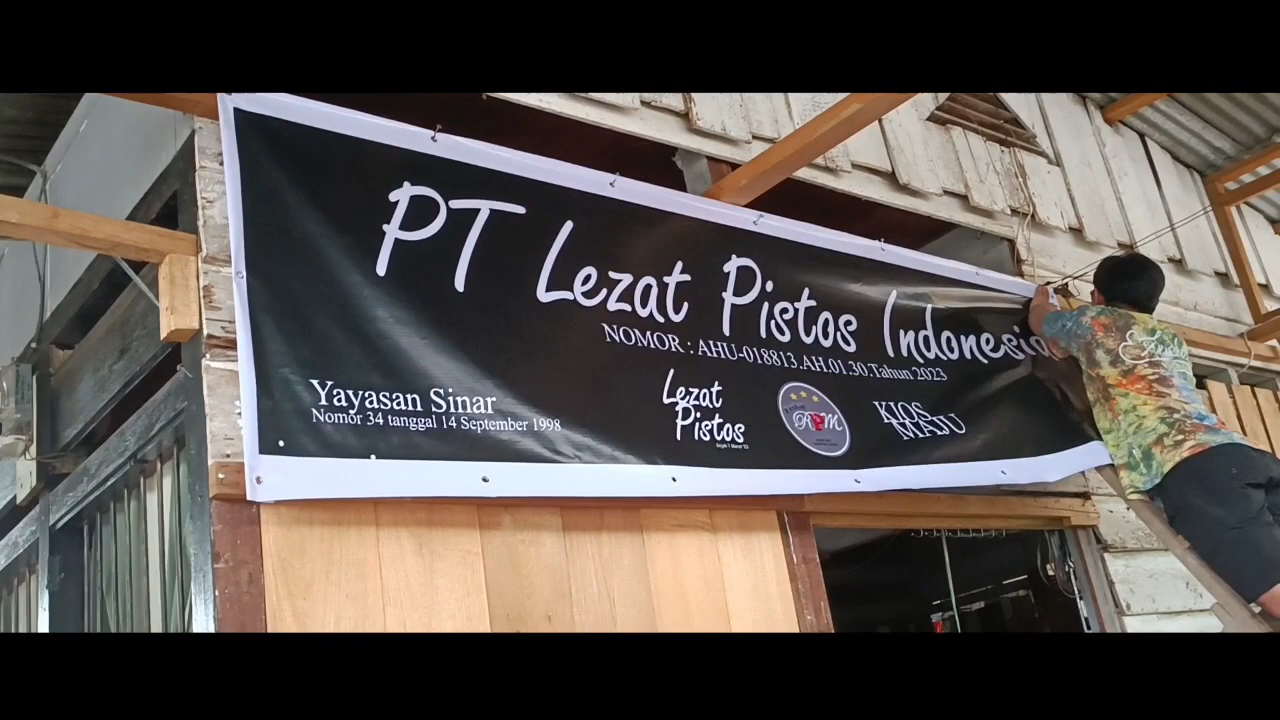 PT Lezat Pistos Indonesia
NOMOR : AHU-018813.AH.01.30.Tahun 2023
Yayasan Sinar
Nomor 34 tanggal 14 September 1998
Lezat
Pistos
RPM
KIOS
MAJU